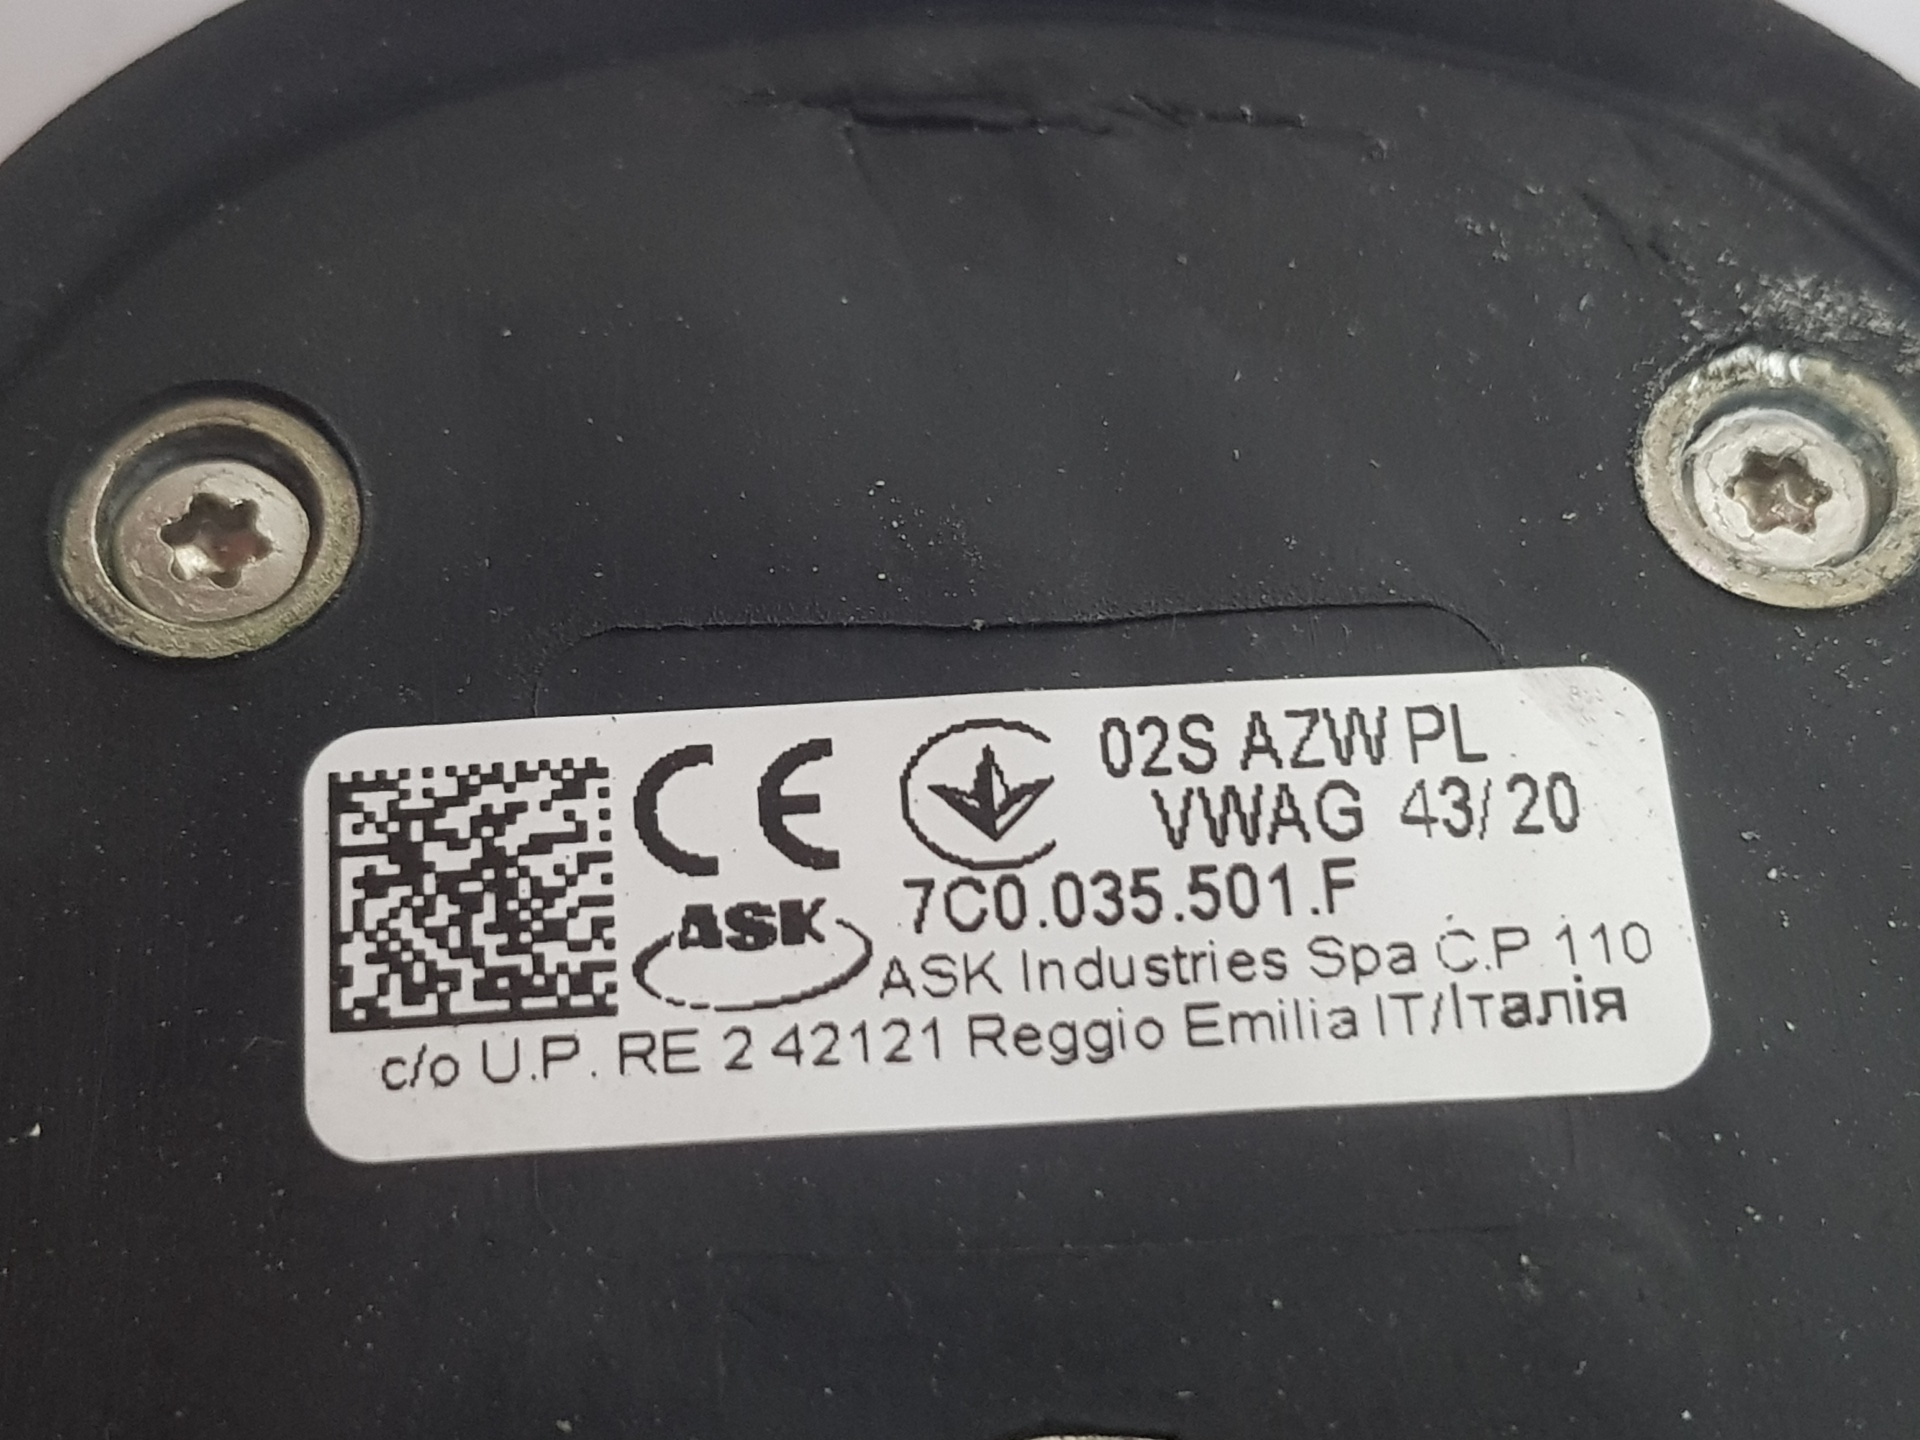 CE 02S AZW PL
VWAG 43/20
ASK 7C0.035.501.F
ASK Industries Spa C.P 110
c/o U.P. RE 2 42121 Reggio Emilia IT/Італія